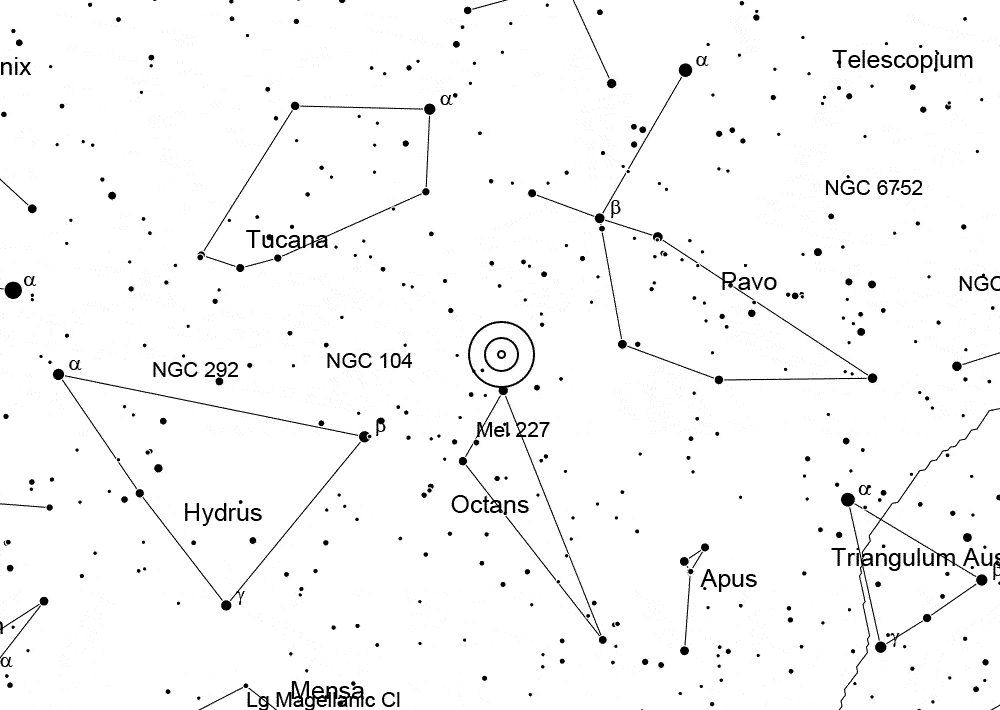 nix
α
Telescopium
α
NGC 6752
β
Tucana
α
Pavo
NGC
α
NGC 292
NGC 104
β
Mel 227
α
Octans
Hydrus
Triangulum Aus
β
Apus
γ
γ
α
Mensa
Lg Magellanic Cl